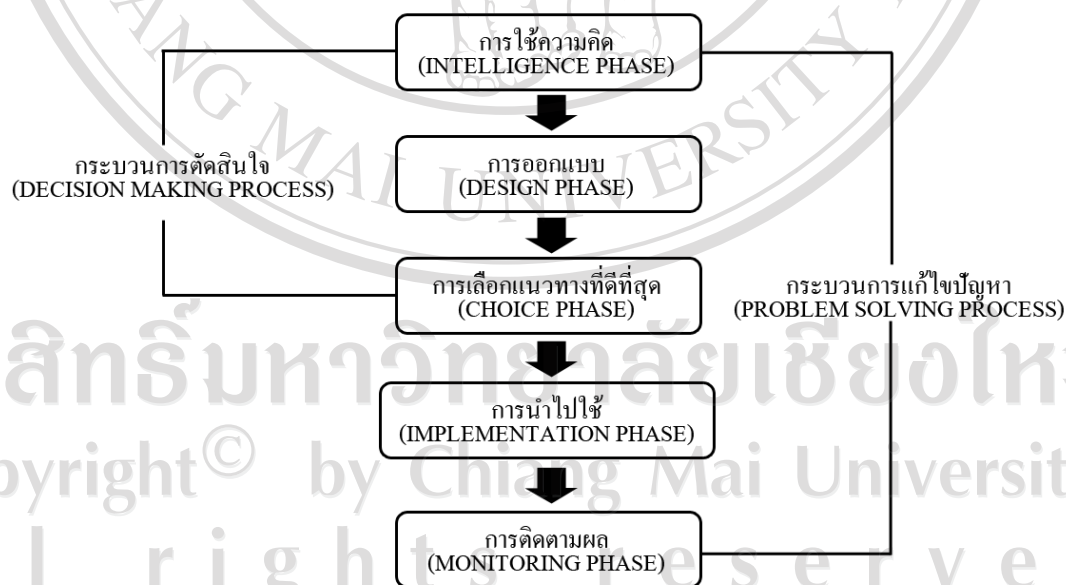 การใช้ความคิด
(INTELLIGENCE PHASE)
กระบวนการตัดสินใจ
(DECISION MAKING PROCESS)
การออกแบบ
(DESIGN PHASE)
การเลือกแนวทางที่ดีที่สุด
(CHOICE PHASE)
กระบวนการแก้ไขปัญหา
(PROBLEM SOLVING PROCESS)
การนำไปใช้
(IMPLEMENTATION PHASE)
การติดตามผล
(MONITORING PHASE)
ANG MAI UNIVERSITY
สิทธิ์มหาวิทยาลัยเชียงให
pyright© by Chiang Mai Universit
l rights reserve